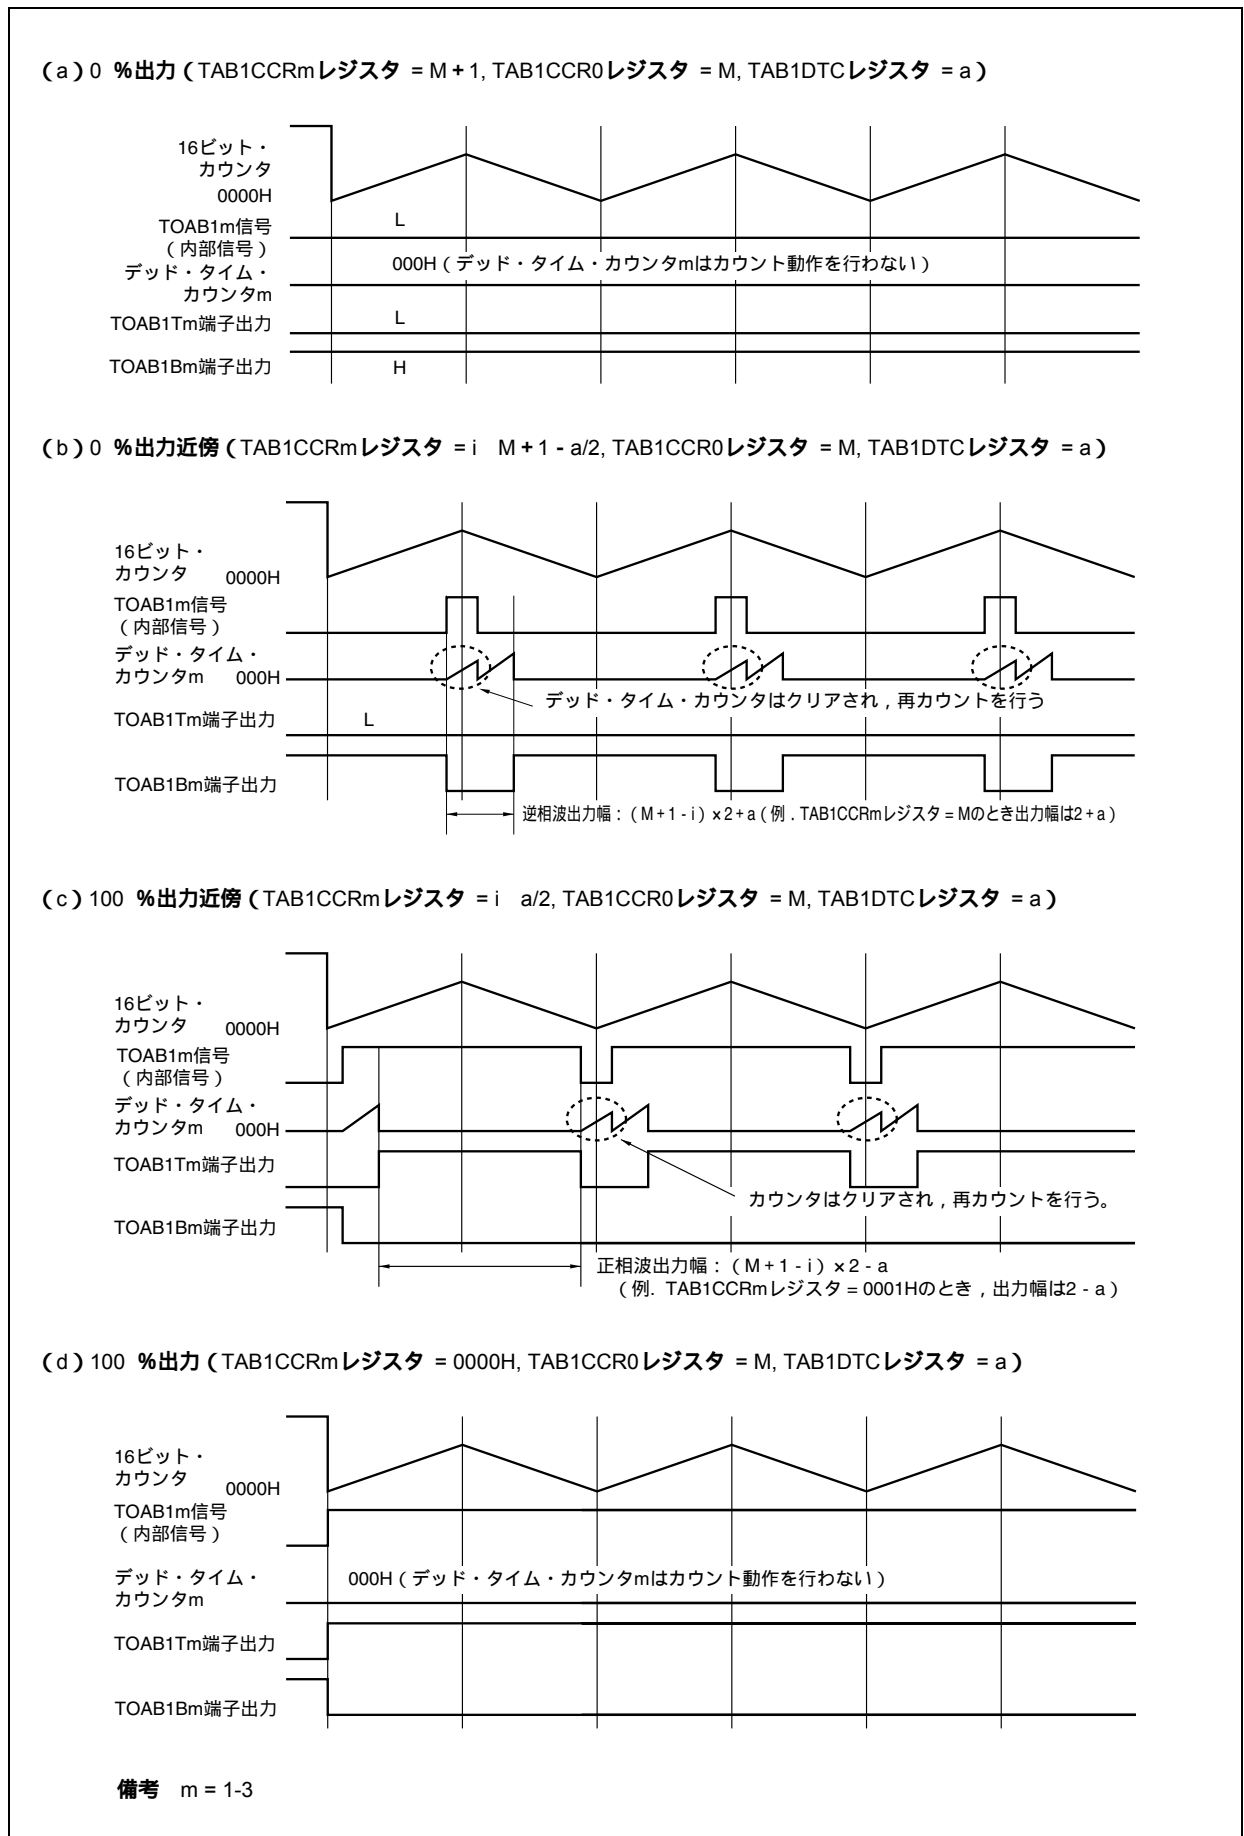 (a) 0 %出力 (TAB1CCRmレジスタ = M + 1, TAB1CCR0レジスタ = M, TAB1DTCレジスタ = a)
16ビット・
カウンタ
0000H
TOAB1m信号
(内部信号)
L
デッド・タイム・
カウンタm
000H (デッド・タイム・カウンタmはカウント動作を行わない)
TOAB1Tm端子出力
L
TOAB1Bm端子出力
H
(b) 0 %出力近傍 (TAB1CCRmレジスタ = i M + 1 - a/2, TAB1CCR0レジスタ = M, TAB1DTCレジスタ = a)
16ビット・
カウンタ 0000H
TOAB1m信号
(内部信号)
デッド・タイム・
カウンタm 000H
デッド・タイム・カウンタはクリアされ,再カウントを行う
TOAB1Tm端子出力
L
TOAB1Bm端子出力
逆相波出力幅:(M + 1 - i) × 2 + a (例.TAB1CCRmレジスタ = Mのとき出力幅は2 + a)
(c) 100 %出力近傍 (TAB1CCRmレジスタ = i a/2, TAB1CCR0レジスタ = M, TAB1DTCレジスタ = a)
16ビット・
カウンタ 0000H
TOAB1m信号
(内部信号)
デッド・タイム・
カウンタm 000H
TOAB1Tm端子出力
カウンタはクリアされ,再カウントを行う。
TOAB1Bm端子出力
正相波出力幅:(M + 1 - i) × 2 - a
(例. TAB1CCRmレジスタ = 0001Hのとき,出力幅は2 - a)
(d) 100 %出力 (TAB1CCRmレジスタ = 0000H, TAB1CCR0レジスタ = M, TAB1DTCレジスタ = a)
16ビット・
カウンタ 0000H
TOAB1m信号
(内部信号)
デッド・タイム・
カウンタm
000H (デッド・タイム・カウンタmはカウント動作を行わない)
TOAB1Tm端子出力
TOAB1Bm端子出力
備考 m = 1-3